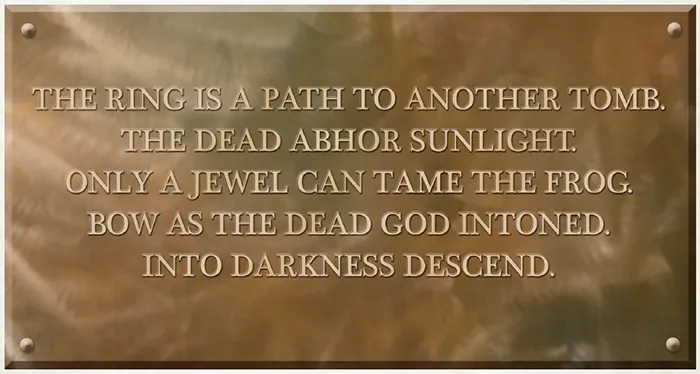 THE RING IS A PATH TO ANOTHER TOMB.
THE DEAD ABHOR SUNLIGHT.
ONLY A JEWEL CAN TAME THE FROG.
BOW AS THE DEAD GOD INTONED.
INTO DARKNESS DESCEND.